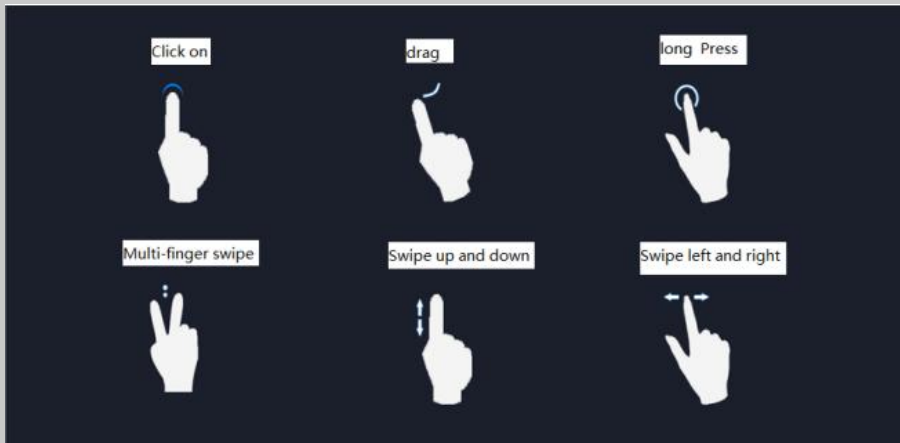 Click on
drag
long Press
Multi-finger swipe
Swipe up and down
Swipe left and right